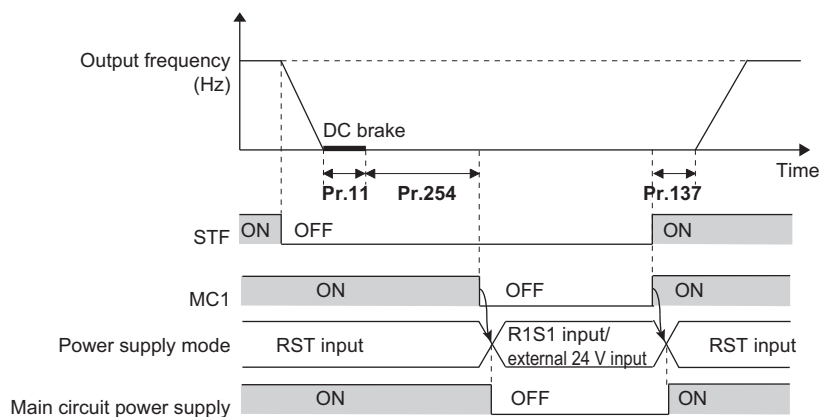 Output frequency
(Hz)
DC brake
Time
Pr.11 Pr.254 Pr.137
STF ON OFF ON
MC1 ON OFF ON
Power supply mode RST input R1S1 input/
external 24 V input RST input
Main circuit power supply ON OFF ON